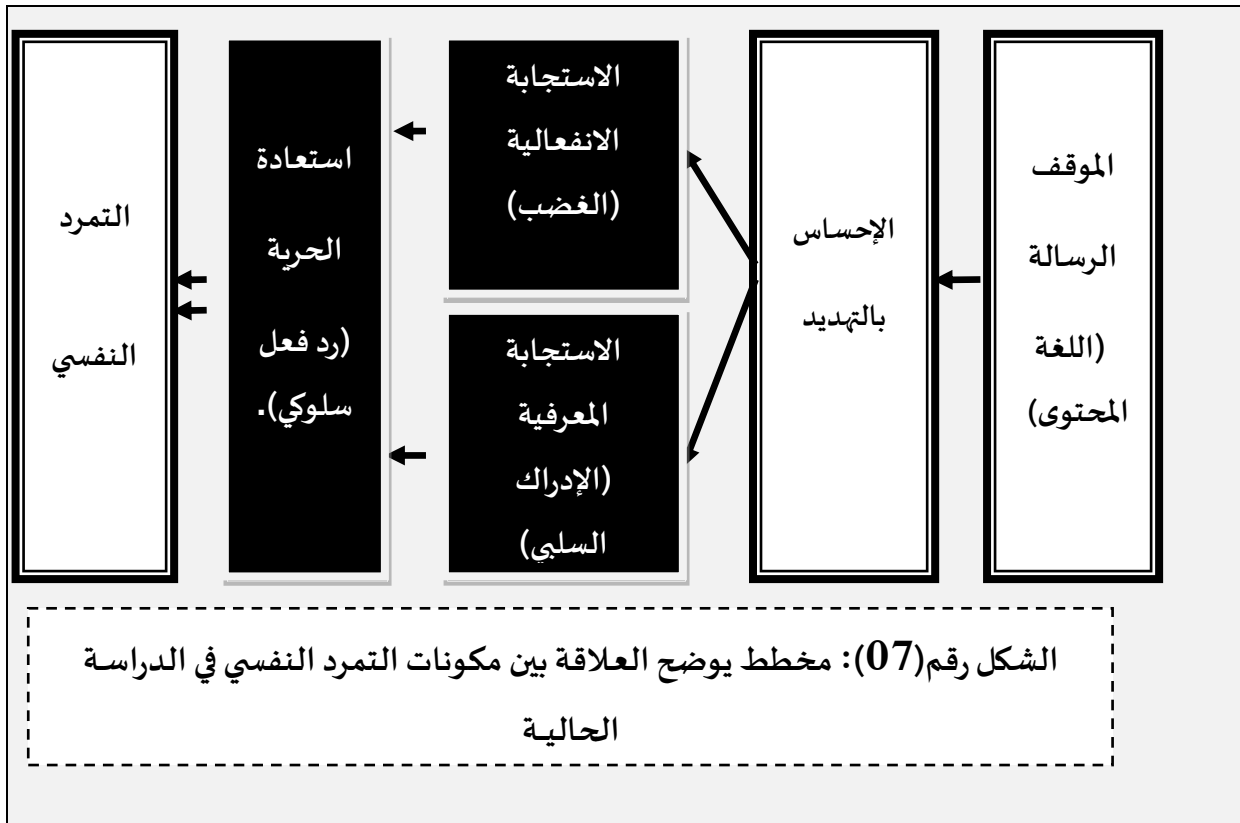 الموقف
الرسالة
(اللغة
المحتوى)
الإحساس
بالتهديد
الاستجابة
الانفعالية
(الغضب)
الاستجابة
المعرفية
(الإدراك
السلبي)
استعادة
الحرية
(رد فعل
سلوكي).
التمرد
النفسي
الشكل رقم(07): مخطط يوضح العلاقة بين مكونات التمرد النفسي في الدراسة
الحالية